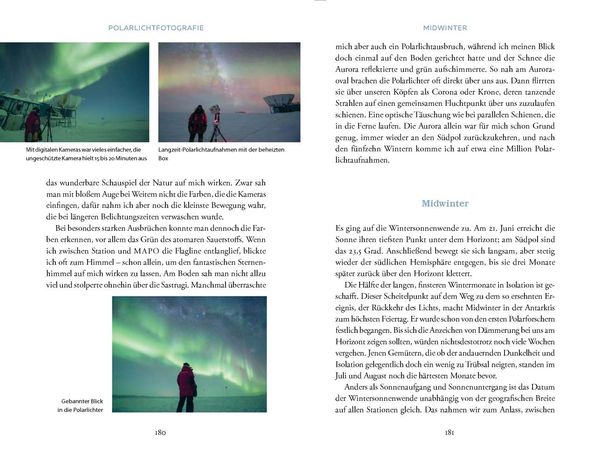 POLARLICHTFOTOGRAFIE
Mit digitalen Kameras war vieles einfacher, die
ungeschützte Kamera hielt 15 bis 20 Minuten aus
Langzeit-Polarlichtaufnahmen mit der beheizten
Box
das wunderbare Schauspiel der Natur auf mich wirken. Zwar sah
man mit bloßem Auge bei Weitem nicht die Farben, die die Kameras
einfingen, dafür nahm ich aber noch die kleinste Bewegung wahr,
die bei längeren Belichtungszeiten verwaschen wurde.
Bei besonders starken Ausbrüchen konnte man dennoch die Far-
ben erkennen, vor allem das Grün des atomaren Sauerstoffs. Wenn
ich zwischen Station und MAPO die Flagline entlanglief, blickte
ich oft zum Himmel – schon allein, um den fantastischen Sternen-
himmel auf mich wirken zu lassen. Am Boden sah man nicht allzu
viel und stolperte ohnehin über die Sastrugi. Manchmal überraschte
Gebannter Blick
in die Polarlichter
180
MIDWINTER
mich aber auch ein Polarlichtausbruch, während ich meinen Blick
doch einmal auf den Boden gerichtet hatte und der Schnee die
Aurora reflektierte und grün aufschimmerte. So nah am Aurora-
oval brachen die Polarlichter oft direkt über uns aus. Dann flirrten
sie über unseren Köpfen als Corona oder Krone, deren tanzende
Strahlen auf einen gemeinsamen Fluchtpunkt über uns zuzulaufen
schienen. Eine optische Täuschung wie bei parallelen Schienen, die
in die Ferne laufen. Die Aurora allein war für mich schon Grund
genug, immer wieder an den Südpol zurückzukehren, und nach
den fünfzehn Wintern komme ich auf etwa eine Million Polar-
lichtaufnahmen.
Midwinter
Es ging auf die Wintersonnenwende zu. Am 21. Juni erreicht die
Sonne ihren tiefsten Punkt unter dem Horizont; am Südpol sind
das 23,5 Grad. Anschließend bewegt sie sich langsam, aber stetig
wieder der südlichen Hemisphäre entgegen, bis sie drei Monate
später zurück über den Horizont klettert.
Die Hälfte der langen, finsteren Wintermonate in Isolation ist ge-
schafft. Dieser Scheitelpunkt auf dem Weg zu dem so ersehnten Er-
eignis, der Rückkehr des Lichts, macht Midwinter in der Antarktis
zum höchsten Feiertag. Er wurde schon von den ersten Polarforschern
festlich begangen. Bis sich die Anzeichen von Dämmerung bei uns am
Horizont zeigen sollten, würden nichtsdestotrotz noch viele Wochen
vergehen. Jenen Gemütern, die ob der andauernden Dunkelheit und
Isolation gelegentlich doch ein wenig zu Trübsal neigten, standen im
Juli und August noch die härtesten Monate bevor.
Anders als Sonnenaufgang und Sonnenuntergang ist das Datum
der Wintersonnenwende unabhängig von der geografischen Breite
auf allen Stationen gleich. Das nahmen wir zum Anlass, zwischen
181